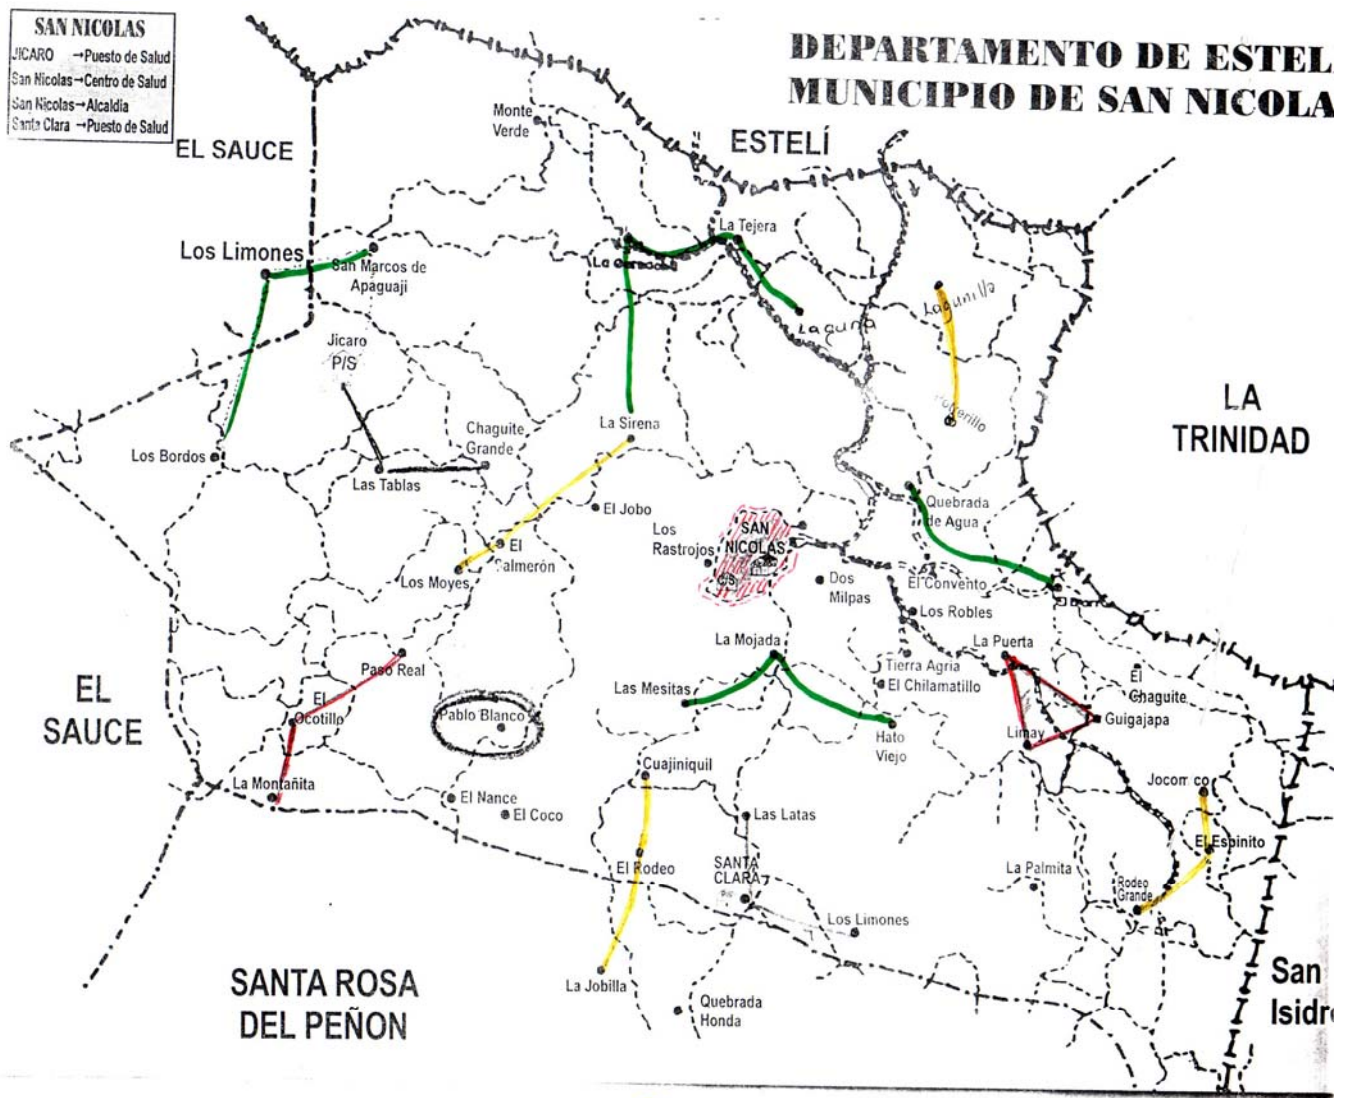 SAN NICOLAS
JICARO →Puesto de Salud
San Nicolas→Centro de Salud
San Nicolas→Alcaldia
Santa Clara →Puesto de Salud
DEPARTAMENTO DE ESTEL
MUNICIPIO DE SAN NICOLA
EL SAUCE
Monte
Verde
ESTELÍ
La Tejera
Los Limones
San Marcos de
Apaguaji
Lagunilla
Laguna
Jicaro
P/S
LA
TRINIDAD
La Sirena
Chaguite
Grande
Los Bordos
Las Tablas
El Jobo
Quebrada
de Agua
Los
Rastrojos
SAN
NICOLAS
C/S
El
Salmerón
Los Moyes
Dos
Milpas
El Convento
Los Robles
La Mojada
La Puerta
Paso Real
Tierra Agria
El Chilamatillo
El
Chaguite
Las Mesitas
EL
SAUCE
El
Ocotillo
Pablo Blanco
Hato
Viejo
Limay
Guigajapa
Cuajiniquil
La Montañita
El Nance
El Coco
Las Latas
El Espinito
El Rodeo
SANTA
CLARA
La Palmita
Rodeo
Grande
Los Limones
SANTA ROSA
DEL PEÑON
La Jobilla
Quebrada
Honda
San
Isidr